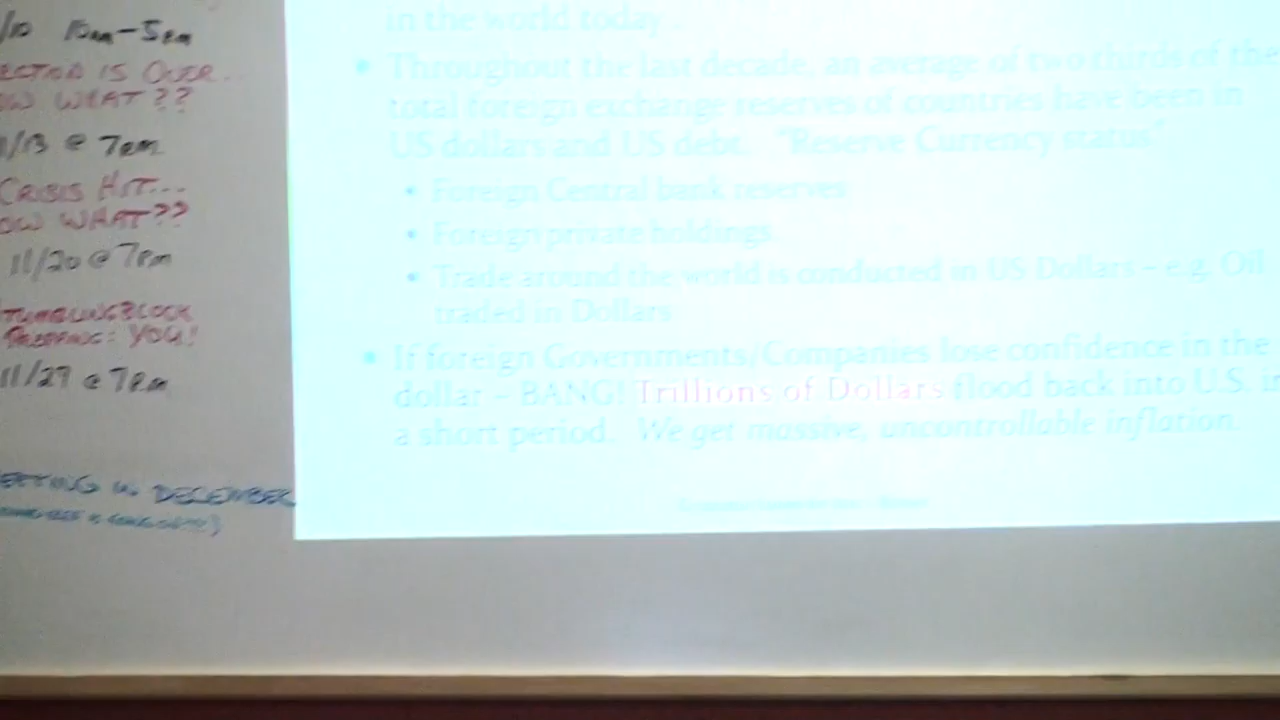 /10 10am-5pm
ECTION IS OVER...
OW WHAT??
1/13 @ 7pm
CRISIS HIT...
OW WHAT??
11/20 @ 7pm
TUMBLINGBLOCK
YOU!
11/27 @ 7pm
EETING IN DECEMBER
in the world today .
• Throughout the last decade, an average of two thirds of the
total foreign exchange reserves of countries have been in
US dollars and US debt. "Reserve Currency status"
• Foreign Central bank reserves
• Foreign private holdings
• Trade around the world is conducted in US Dollars – e.g. Oil
traded in Dollars
• If foreign Governments/Companies lose confidence in the
dollar – BANG! Trillions of Dollars flood back into U.S. in
a short period. We get massive, uncontrollable inflation.